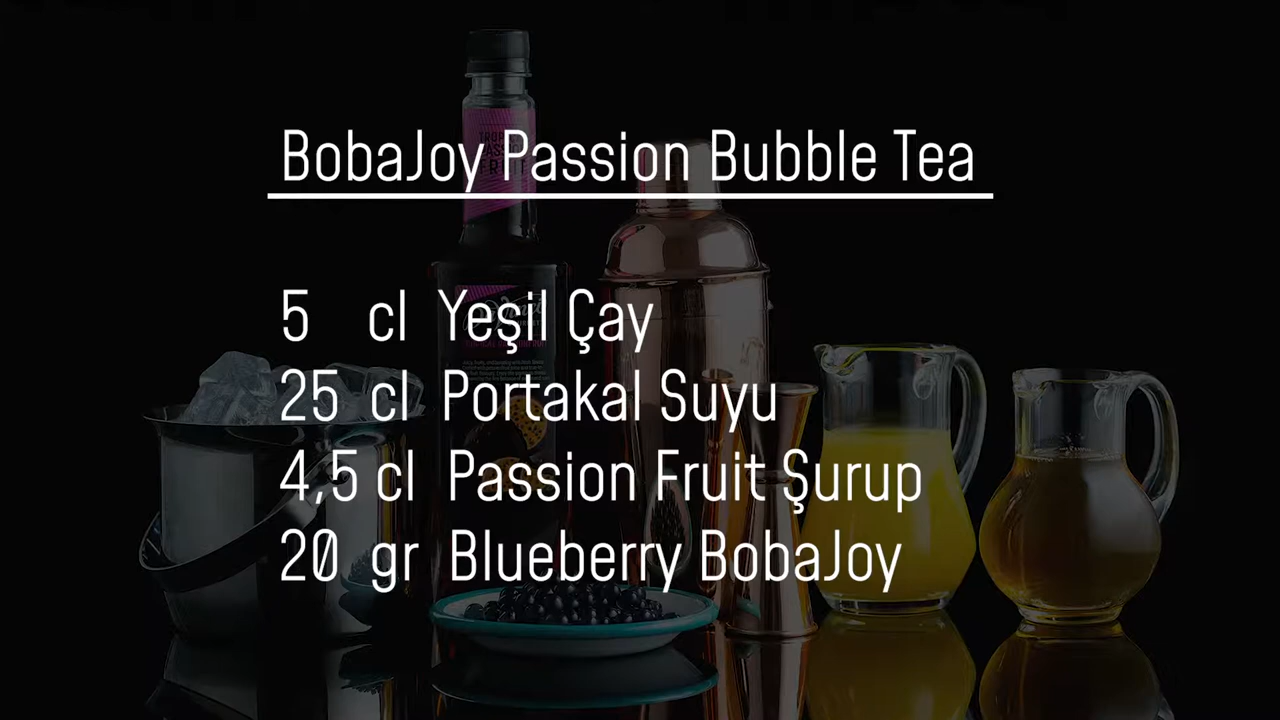 BobaJoy Passion Bubble Tea
5 cl Yeşil Çay
25 cl Portakal Suyu
4,5 cl Passion Fruit Şurup
20 gr Blueberry BobaJoy